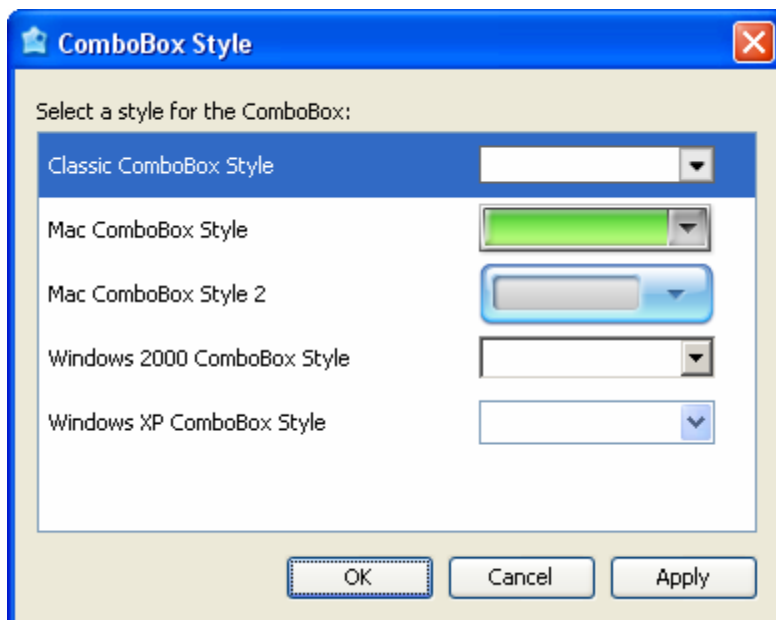 ComboBox Style
Select a style for the ComboBox:
Classic ComboBox Style
Mac ComboBox Style
Mac ComboBox Style 2
Windows 2000 ComboBox Style
Windows XP ComboBox Style
OK Cancel Apply